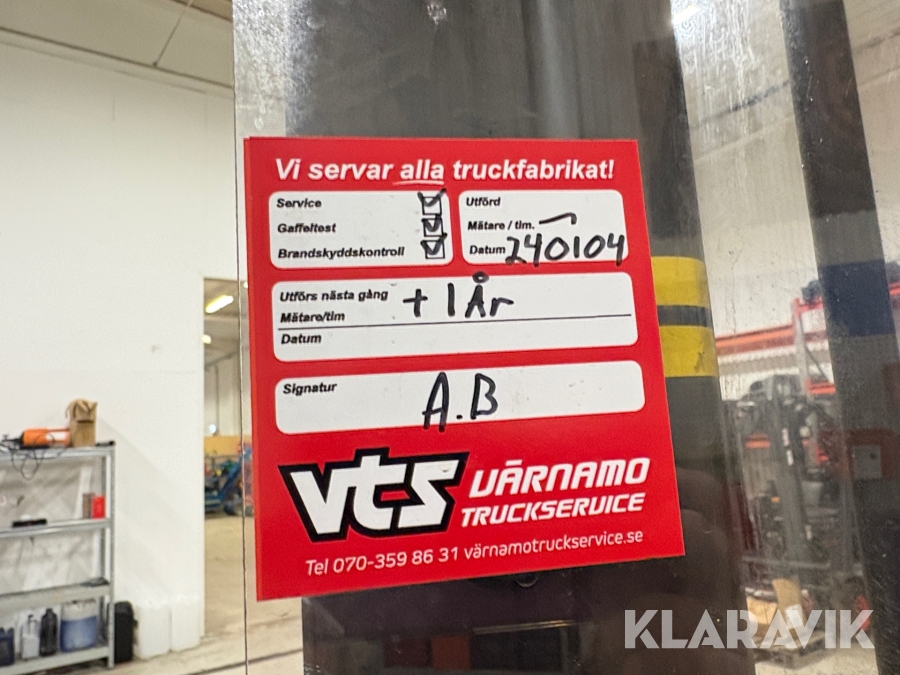 Vi servar alla truckfabrikat!
Service
Gaffeltest
Brandskyddskontroll
Utförd
Mätare / tim.
Datum 240104
Utförs nästa gång + 1 År
Mätare/tim
Datum
Signatur A.B
vts VÄRNAMO
TRUCKSERVICE
Tel 070-359 86 31 värnamotruckservice.se
KLARAVIK